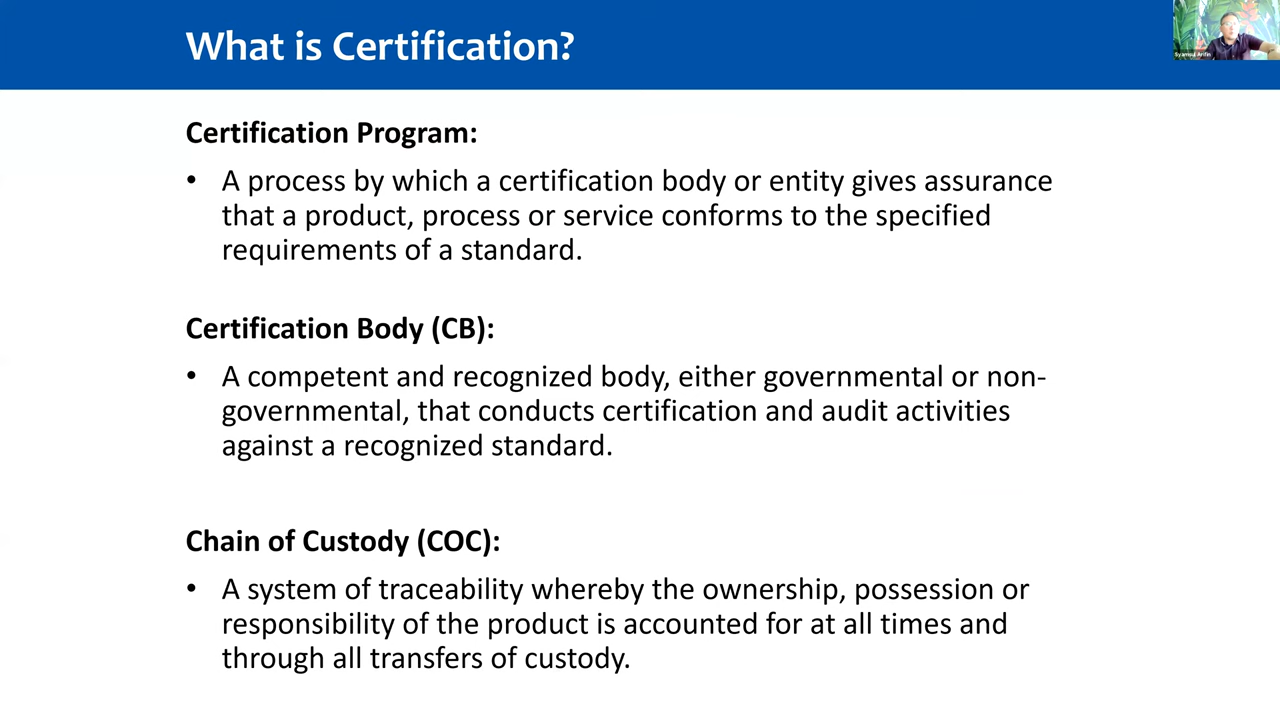 What is Certification?
Syamsul Arifin
Certification Program:
• A process by which a certification body or entity gives assurance
that a product, process or service conforms to the specified
requirements of a standard.
Certification Body (CB):
• A competent and recognized body, either governmental or non-
governmental, that conducts certification and audit activities
against a recognized standard.
Chain of Custody (COC):
• A system of traceability whereby the ownership, possession or
responsibility of the product is accounted for at all times and
through all transfers of custody.